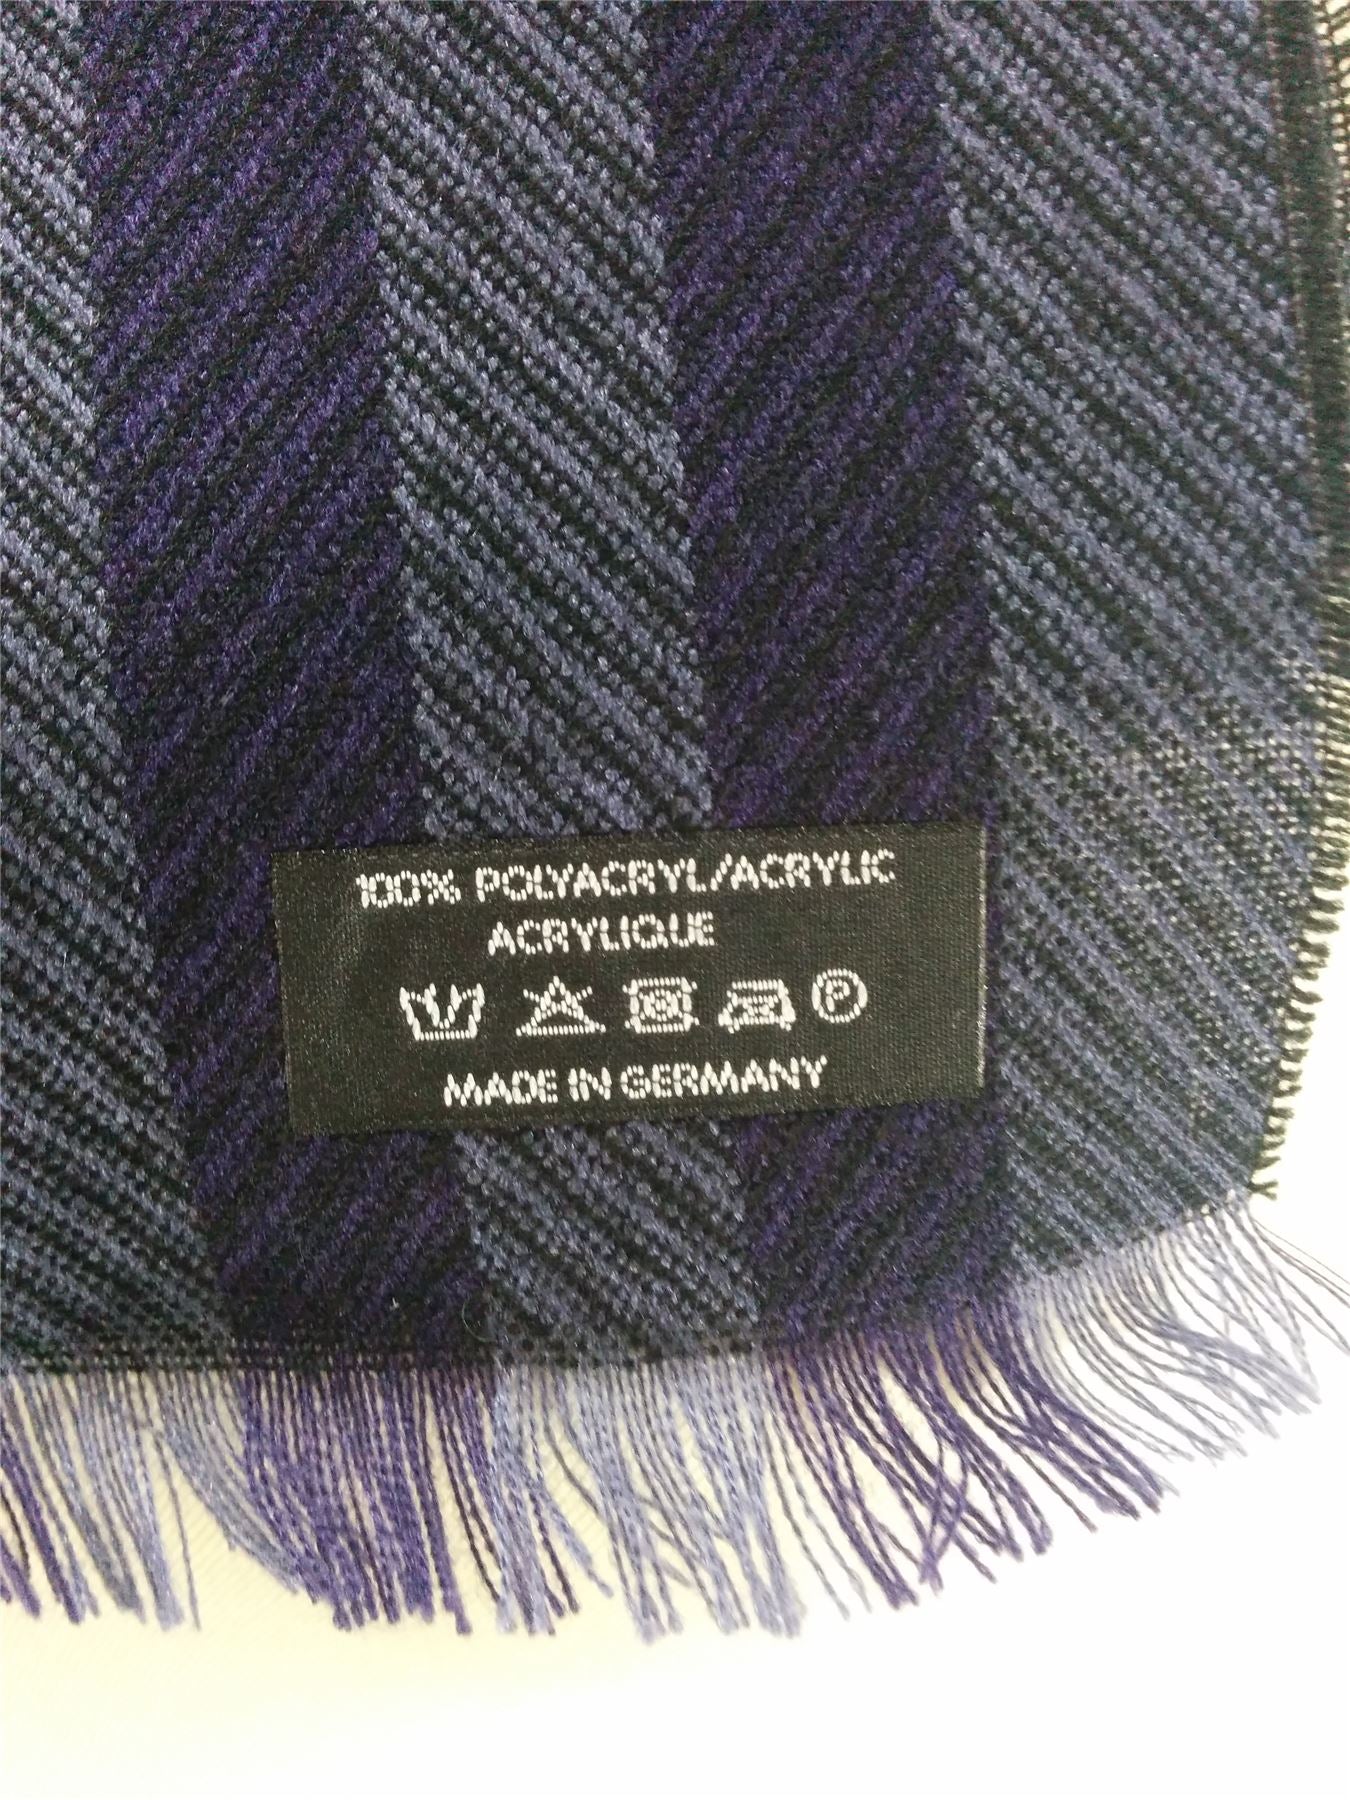 100% POLYACRYL/ACRYLIC
ACRYLIQUE
P
MADE IN GERMANY